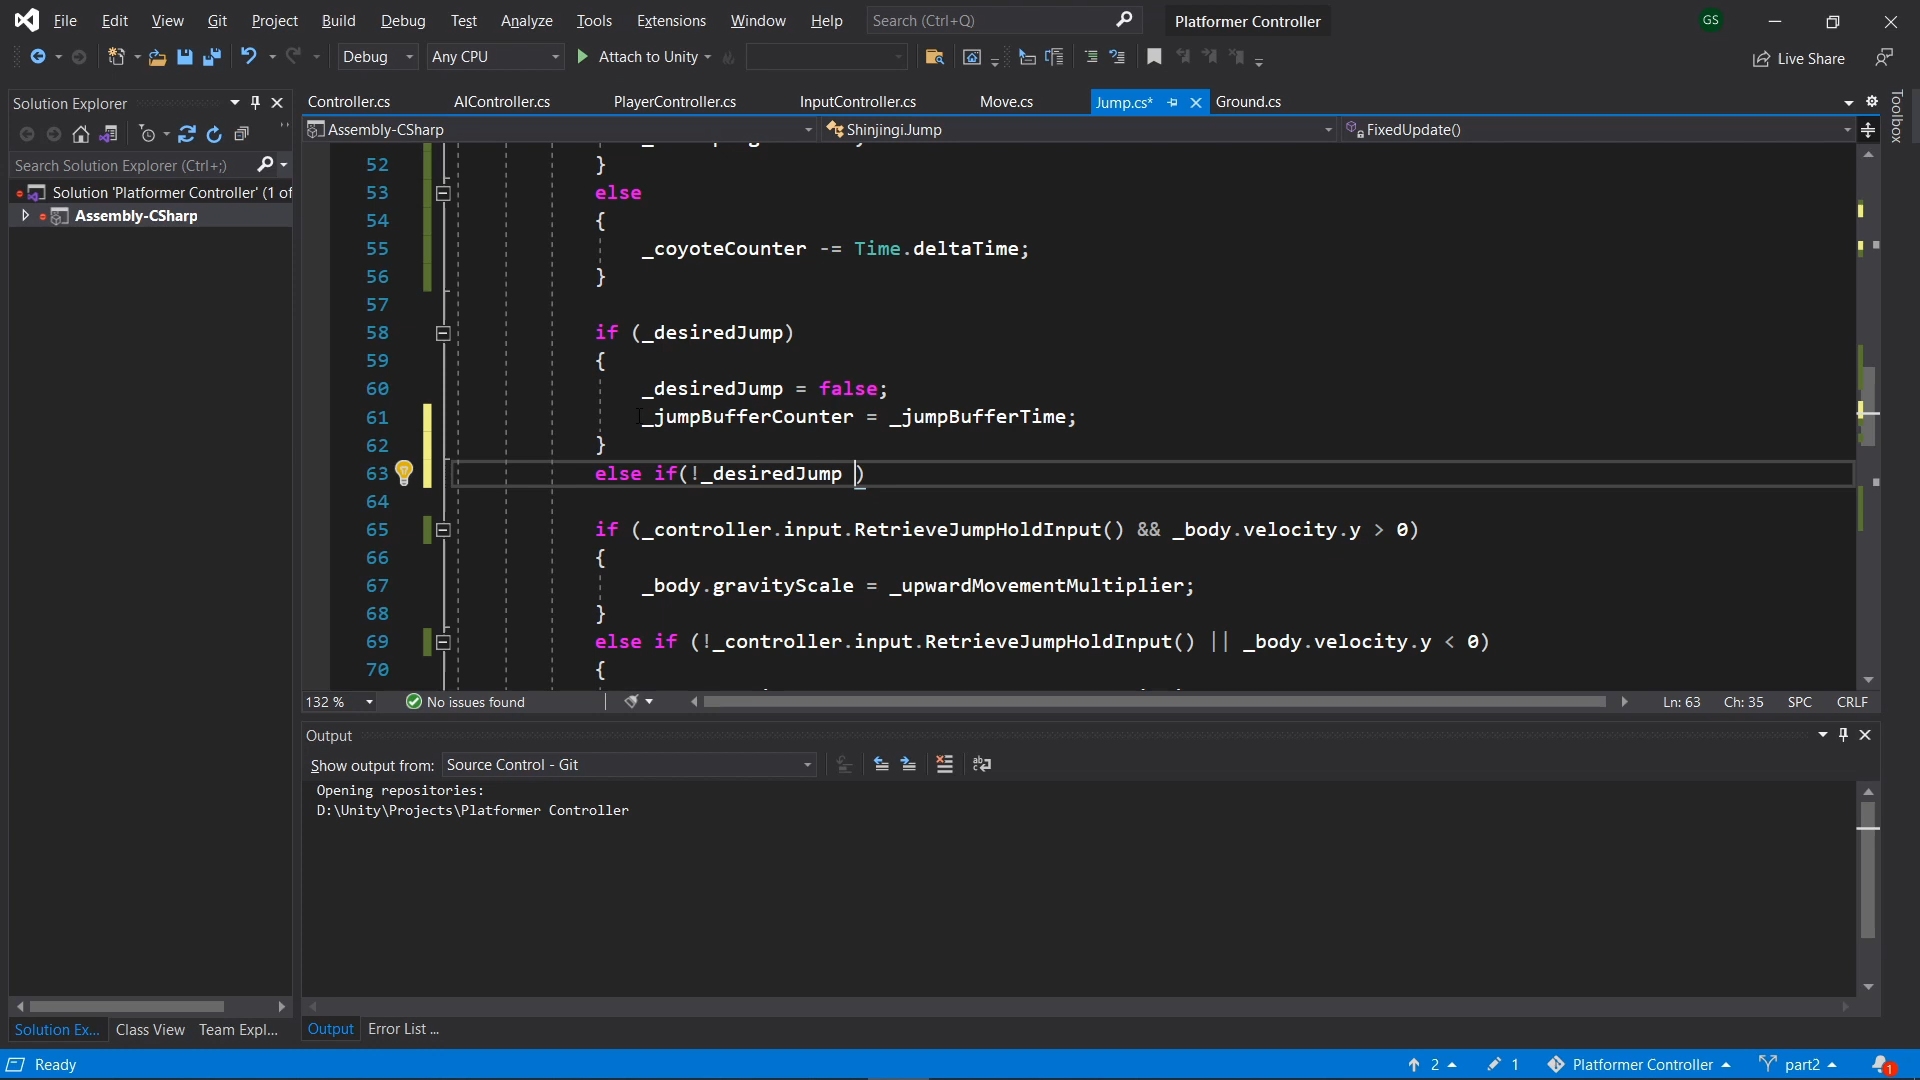 File Edit View Git Project Build Debug Test Analyze Tools Extensions Window Help Search (Ctrl+Q) Platformer Controller GS
Debug Any CPU Attach to Unity Live Share
Solution Explorer
Search Solution Explorer (Ctrl+;)
Solution 'Platformer Controller' (1 of
Assembly-CSharp
Controller.cs AIController.cs PlayerController.cs InputController.cs Move.cs Jump.cs* Ground.cs
Assembly-CSharp Shinjingi.Jump FixedUpdate()
Toolbox
52 }
53 else
54 {
55 _coyoteCounter -= Time.deltaTime;
56 }
57
58 if (_desiredJump)
59 {
60 _desiredJump = false;
61 _jumpBufferCounter = _jumpBufferTime;
62 }
63 else if(!_desiredJump )
64
65 if (_controller.input.RetrieveJumpHoldInput() && _body.velocity.y > 0)
66 {
67 _body.gravityScale = _upwardMovementMultiplier;
68 }
69 else if (!_controller.input.RetrieveJumpHoldInput() || _body.velocity.y < 0)
70 {
132 % No issues found Ln: 63 Ch: 35 SPC CRLF
Output
Show output from: Source Control - Git
Opening repositories:
D:\Unity\Projects\Platformer Controller
Solution Ex... Class View Team Expl...
Output Error List ...
Ready 2 1 Platformer Controller part2 1